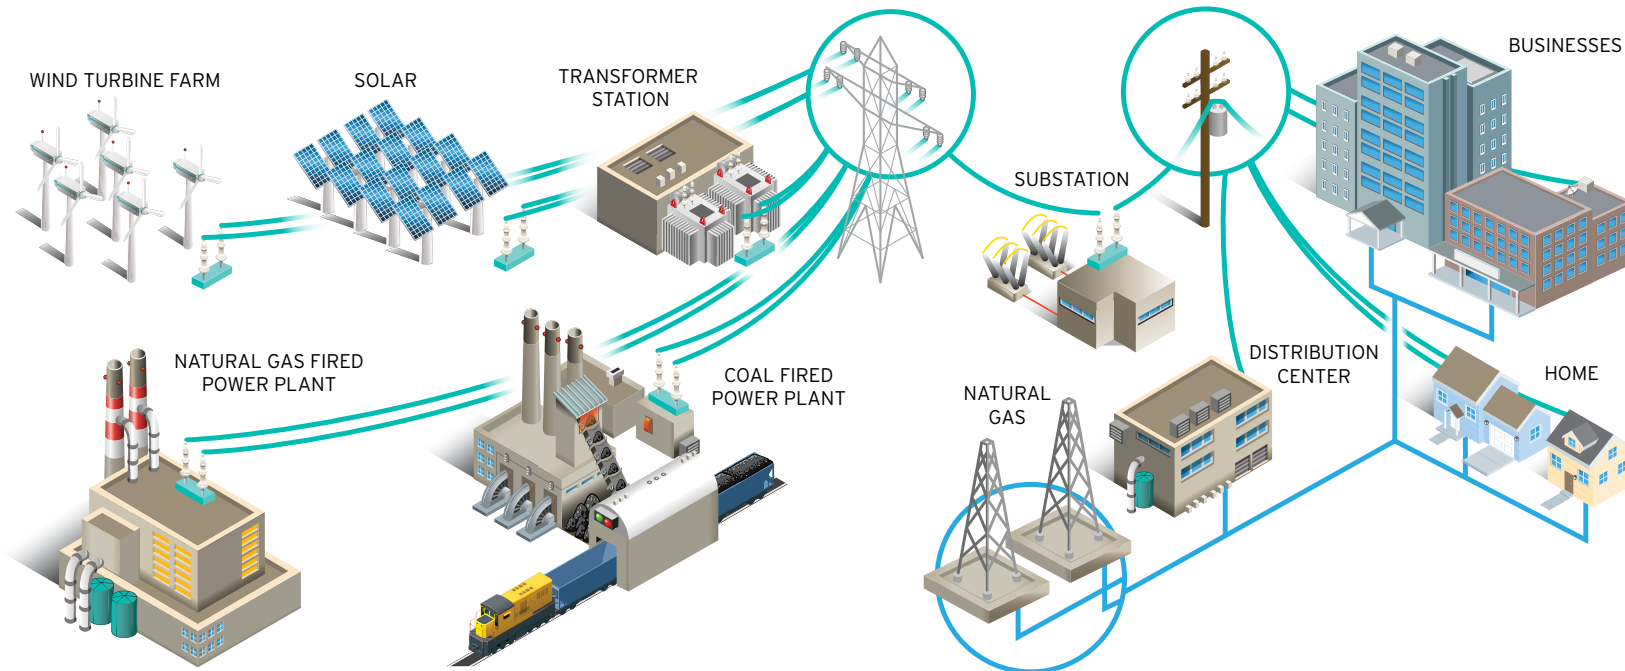 WIND TURBINE FARM
SOLAR
TRANSFORMER
STATION
SUBSTATION
BUSINESSES
NATURAL GAS FIRED
POWER PLANT
COAL FIRED
POWER PLANT
NATURAL
GAS
DISTRIBUTION
CENTER
HOME